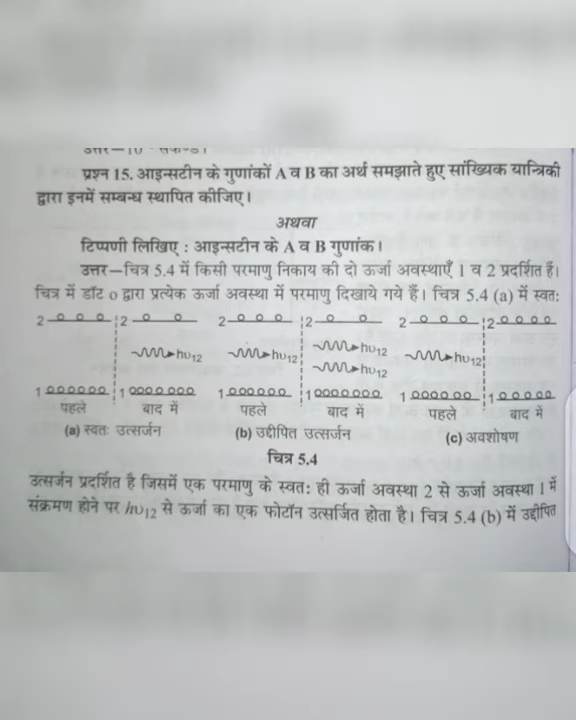 प्रश्न 15. आइन्सटीन के गुणांकों A व B का अर्थ समझाते हुए सांख्यिक यान्त्रिकी
द्वारा इनमें सम्बन्ध स्थापित कीजिए।
अथवा
टिप्पणी लिखिए : आइन्सटीन के A व B गुणांक।
उत्तर—चित्र 5.4 में किसी परमाणु निकाय की दो ऊर्जा अवस्थाएँ 1 व 2 प्रदर्शित हैं।
चित्र में डॉट o द्वारा प्रत्येक ऊर्जा अवस्था में परमाणु दिखाये गये हैं। चित्र 5.4 (a) में स्वतः
2 2 2 2 2 2
hυ12 hυ12 hυ12 hυ12
hυ12
1 1 1 1 1 1
पहले बाद में पहले बाद में पहले बाद में
(a) स्वतः उत्सर्जन (b) उद्दीपित उत्सर्जन (c) अवशोषण
चित्र 5.4
उत्सर्जन प्रदर्शित है जिसमें एक परमाणु के स्वतः ही ऊर्जा अवस्था 2 से ऊर्जा अवस्था 1 में
संक्रमण होने पर hυ12 से ऊर्जा का एक फोटॉन उत्सर्जित होता है। चित्र 5.4 (b) में उद्दीपित